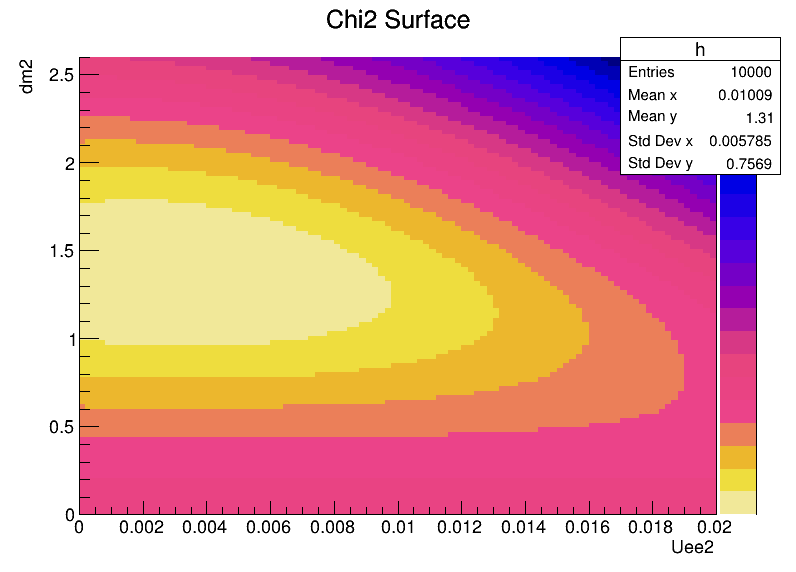 Chi2 Surface
h
Entries 10000
Mean x 0.01009
Mean y 1.31
Std Dev x 0.005785
Std Dev y 0.7569
dm2
2.5
2
1.5
1
0.5
0
0 0.002 0.004 0.006 0.008 0.01 0.012 0.014 0.016 0.018 0.02
Uee2